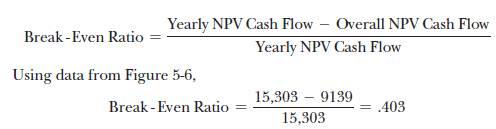 Break-Even Ratio = Yearly NPV Cash Flow − Overall NPV Cash Flow
Yearly NPV Cash Flow
Using data from Figure 5-6,
Break-Even Ratio = 15,303 − 9139
15,303
= .403